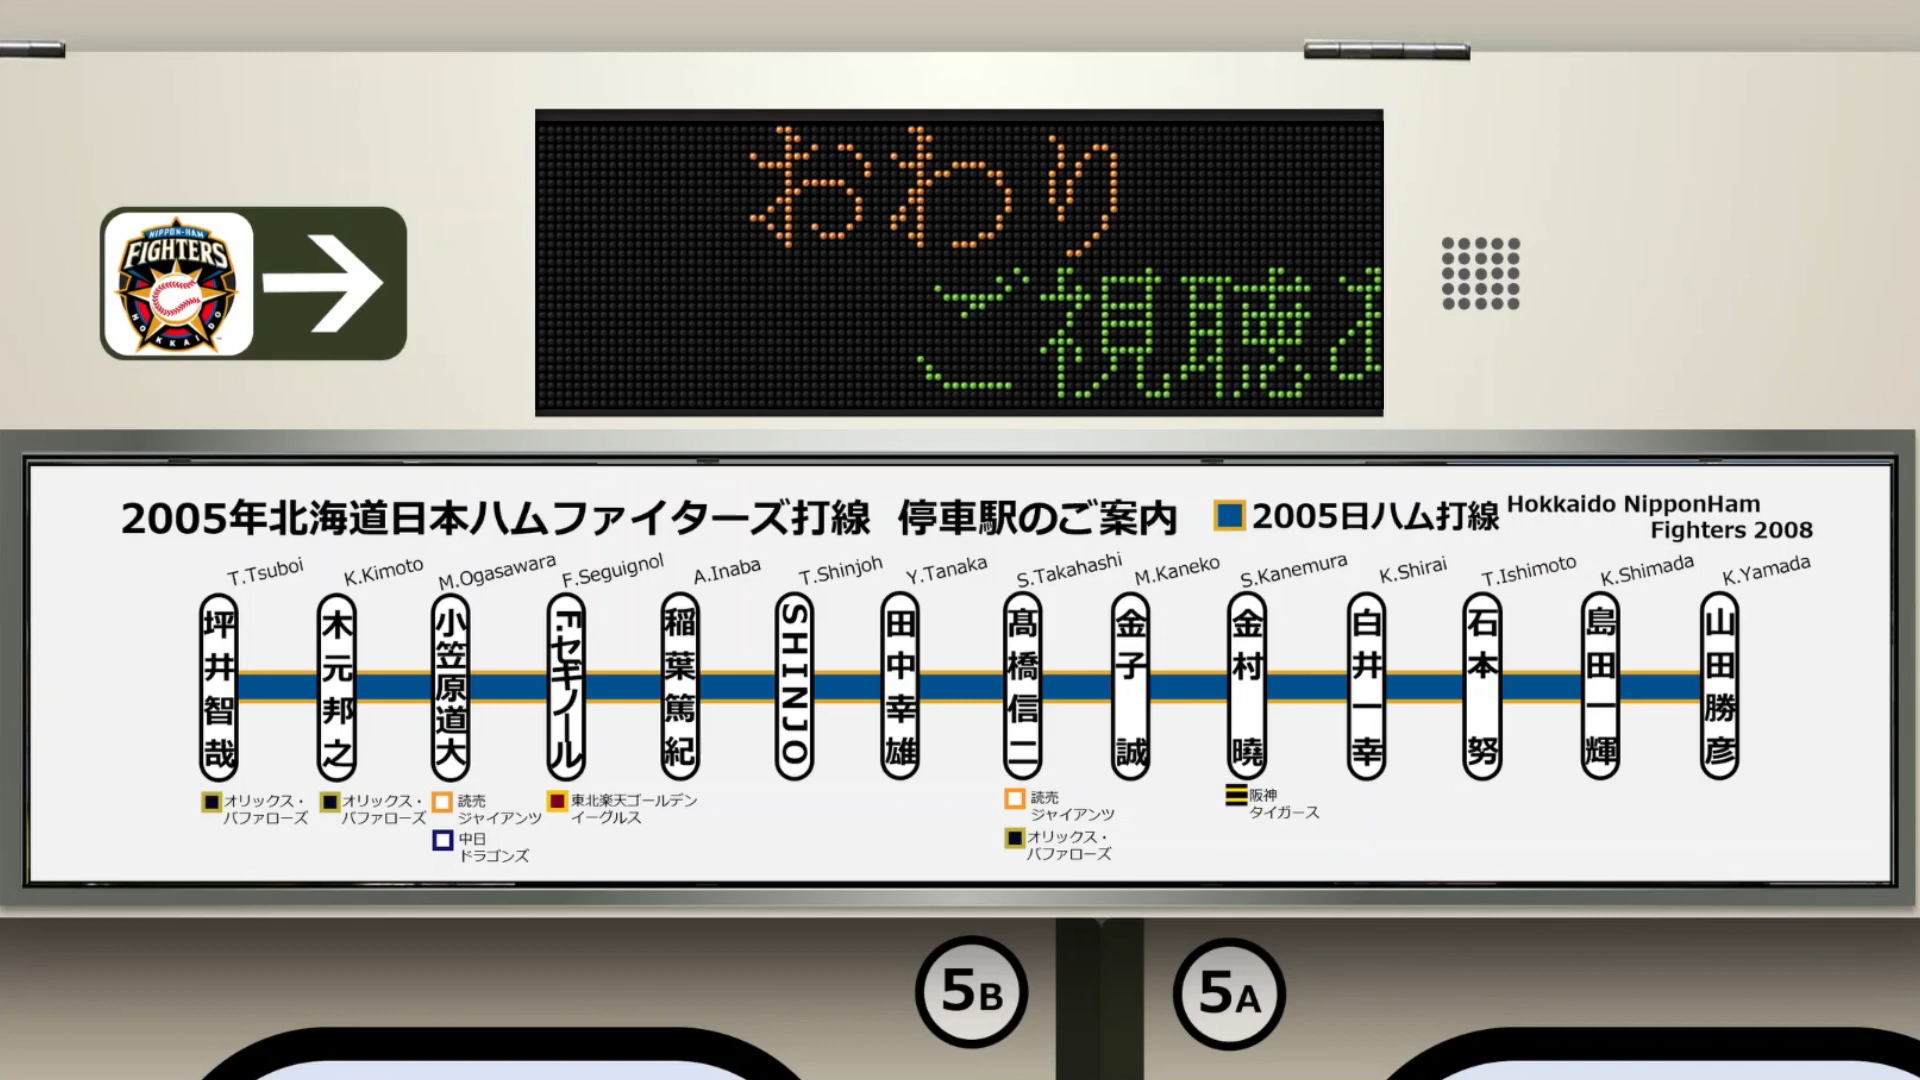 おわり
ご視聴あ
NIPPON-HAM
FIGHTERS
HOKKAIDO
2005年北海道日本ハムファイターズ打線 停車駅のご案内
2005日ハム打線
Hokkaido NipponHam
Fighters 2008
T.Tsuboi
K.Kimoto
M.Ogasawara
F.Seguignol
A.Inaba
T.Shinjoh
Y.Tanaka
S.Takahashi
M.Kaneko
S.Kanemura
K.Shirai
T.Ishimoto
K.Shimada
K.Yamada
坪井智哉
木元邦之
小笠原道大
F.セギノール
稲葉篤紀
SHINJO
田中幸雄
髙橋信二
金子誠
金村曉
白井一幸
石本努
島田一輝
山田勝彦
オリックス・
バファローズ
オリックス・
バファローズ
読売
ジャイアンツ
中日
ドラゴンズ
東北楽天ゴールデン
イーグルス
読売
ジャイアンツ
オリックス・
バファローズ
阪神
タイガース
5B
5A